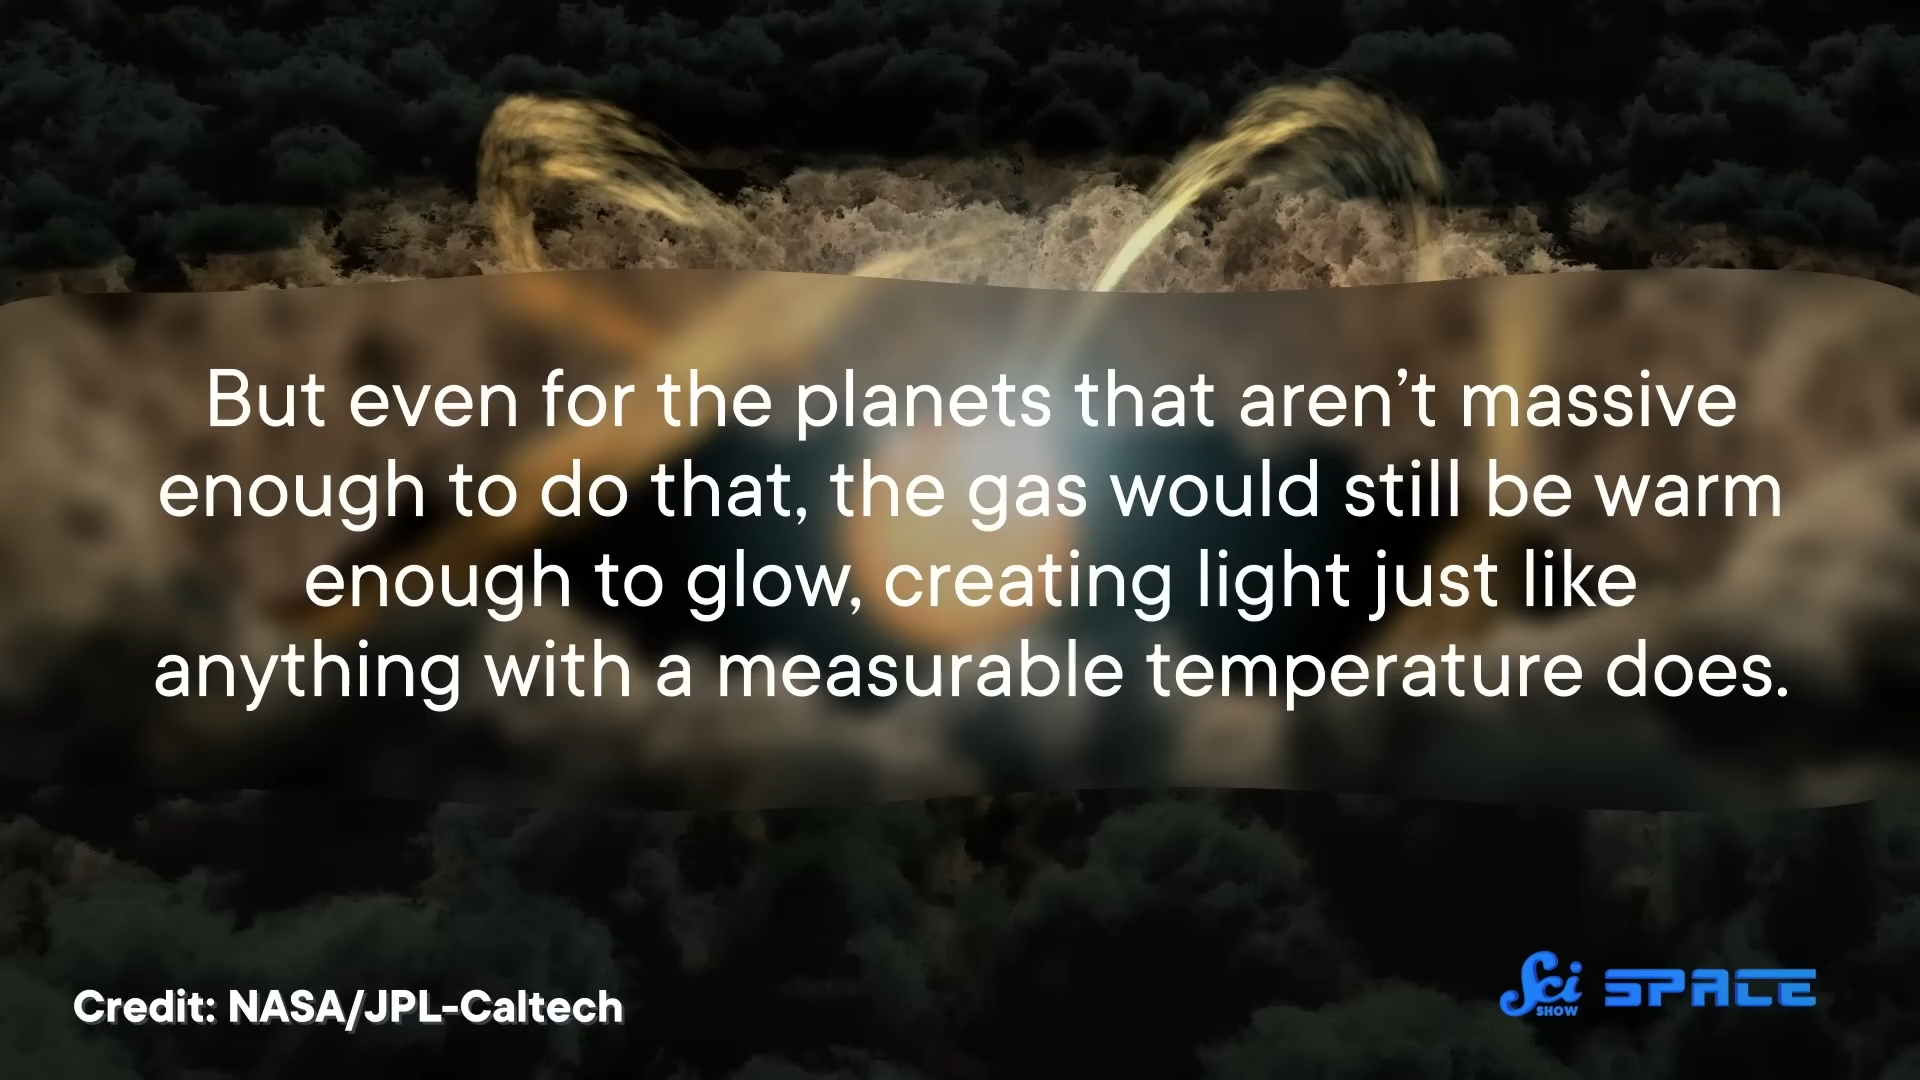 But even for the planets that aren’t massive
enough to do that, the gas would still be warm
enough to glow, creating light just like
anything with a measurable temperature does.
Credit: NASA/JPL-Caltech
Sci SHOW SPACE